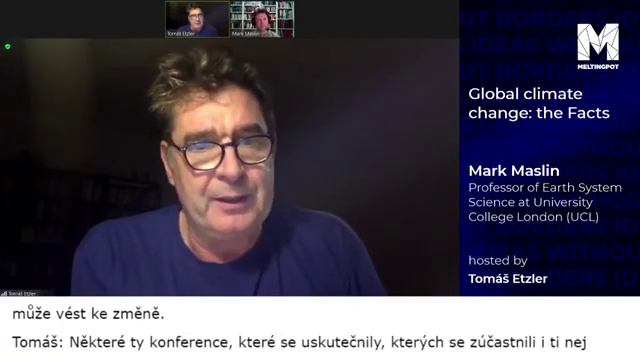 Tomáš Etzler
Mark Maslin
MELTINGPOT
Global climate
change: the Facts
Mark Maslin
Professor of Earth System
Science at University
College London (UCL)
hosted by
Tomáš Etzler
Tomáš Etzler
může vést ke změně.
Tomáš: Některé ty konference, které se uskutečnily, kterých se zúčastnili i ti nej